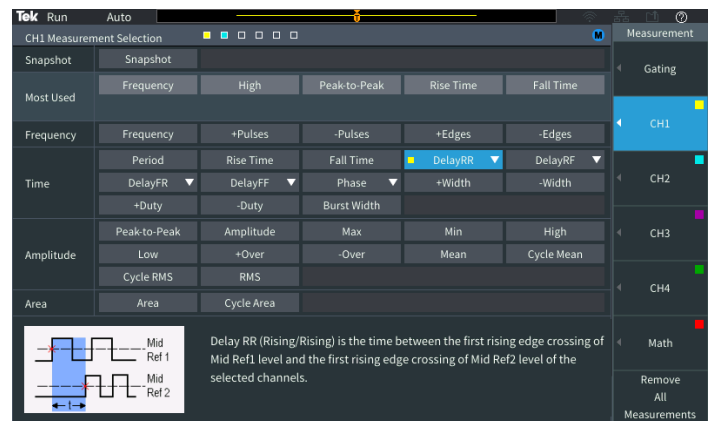 Tek Run Auto
T
CH1 Measurement Selection
M
Measurement
Snapshot Snapshot
Gating
Most Used Frequency High Peak-to-Peak Rise Time Fall Time
CH1
Frequency Frequency +Pulses -Pulses +Edges -Edges
Time Period Rise Time Fall Time DelayRR DelayRF
DelayFR DelayFF Phase +Width -Width
+Duty -Duty Burst Width
CH2
Amplitude Peak-to-Peak Amplitude Max Min High
Low +Over -Over Mean Cycle Mean
Cycle RMS RMS
CH3
Area Area Cycle Area
CH4
Mid
Ref 1
Mid
Ref 2
t
Delay RR (Rising/Rising) is the time between the first rising edge crossing of
Mid Ref1 level and the first rising edge crossing of Mid Ref2 level of the
selected channels.
Math
Remove
All
Measurements